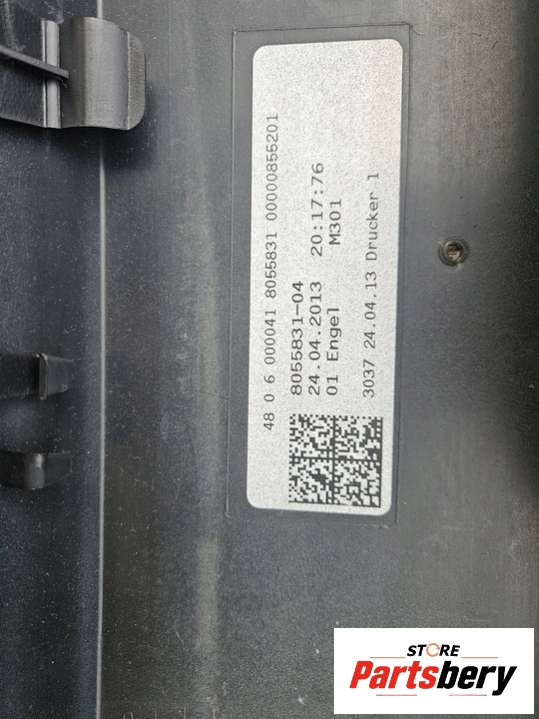 48 0 6 000041 8055831 00000855201
8055831-04
24.04.2013 20:17:76
01 Engel M301
3037 24.04.13 Drucker 1
STORE
Partsbery